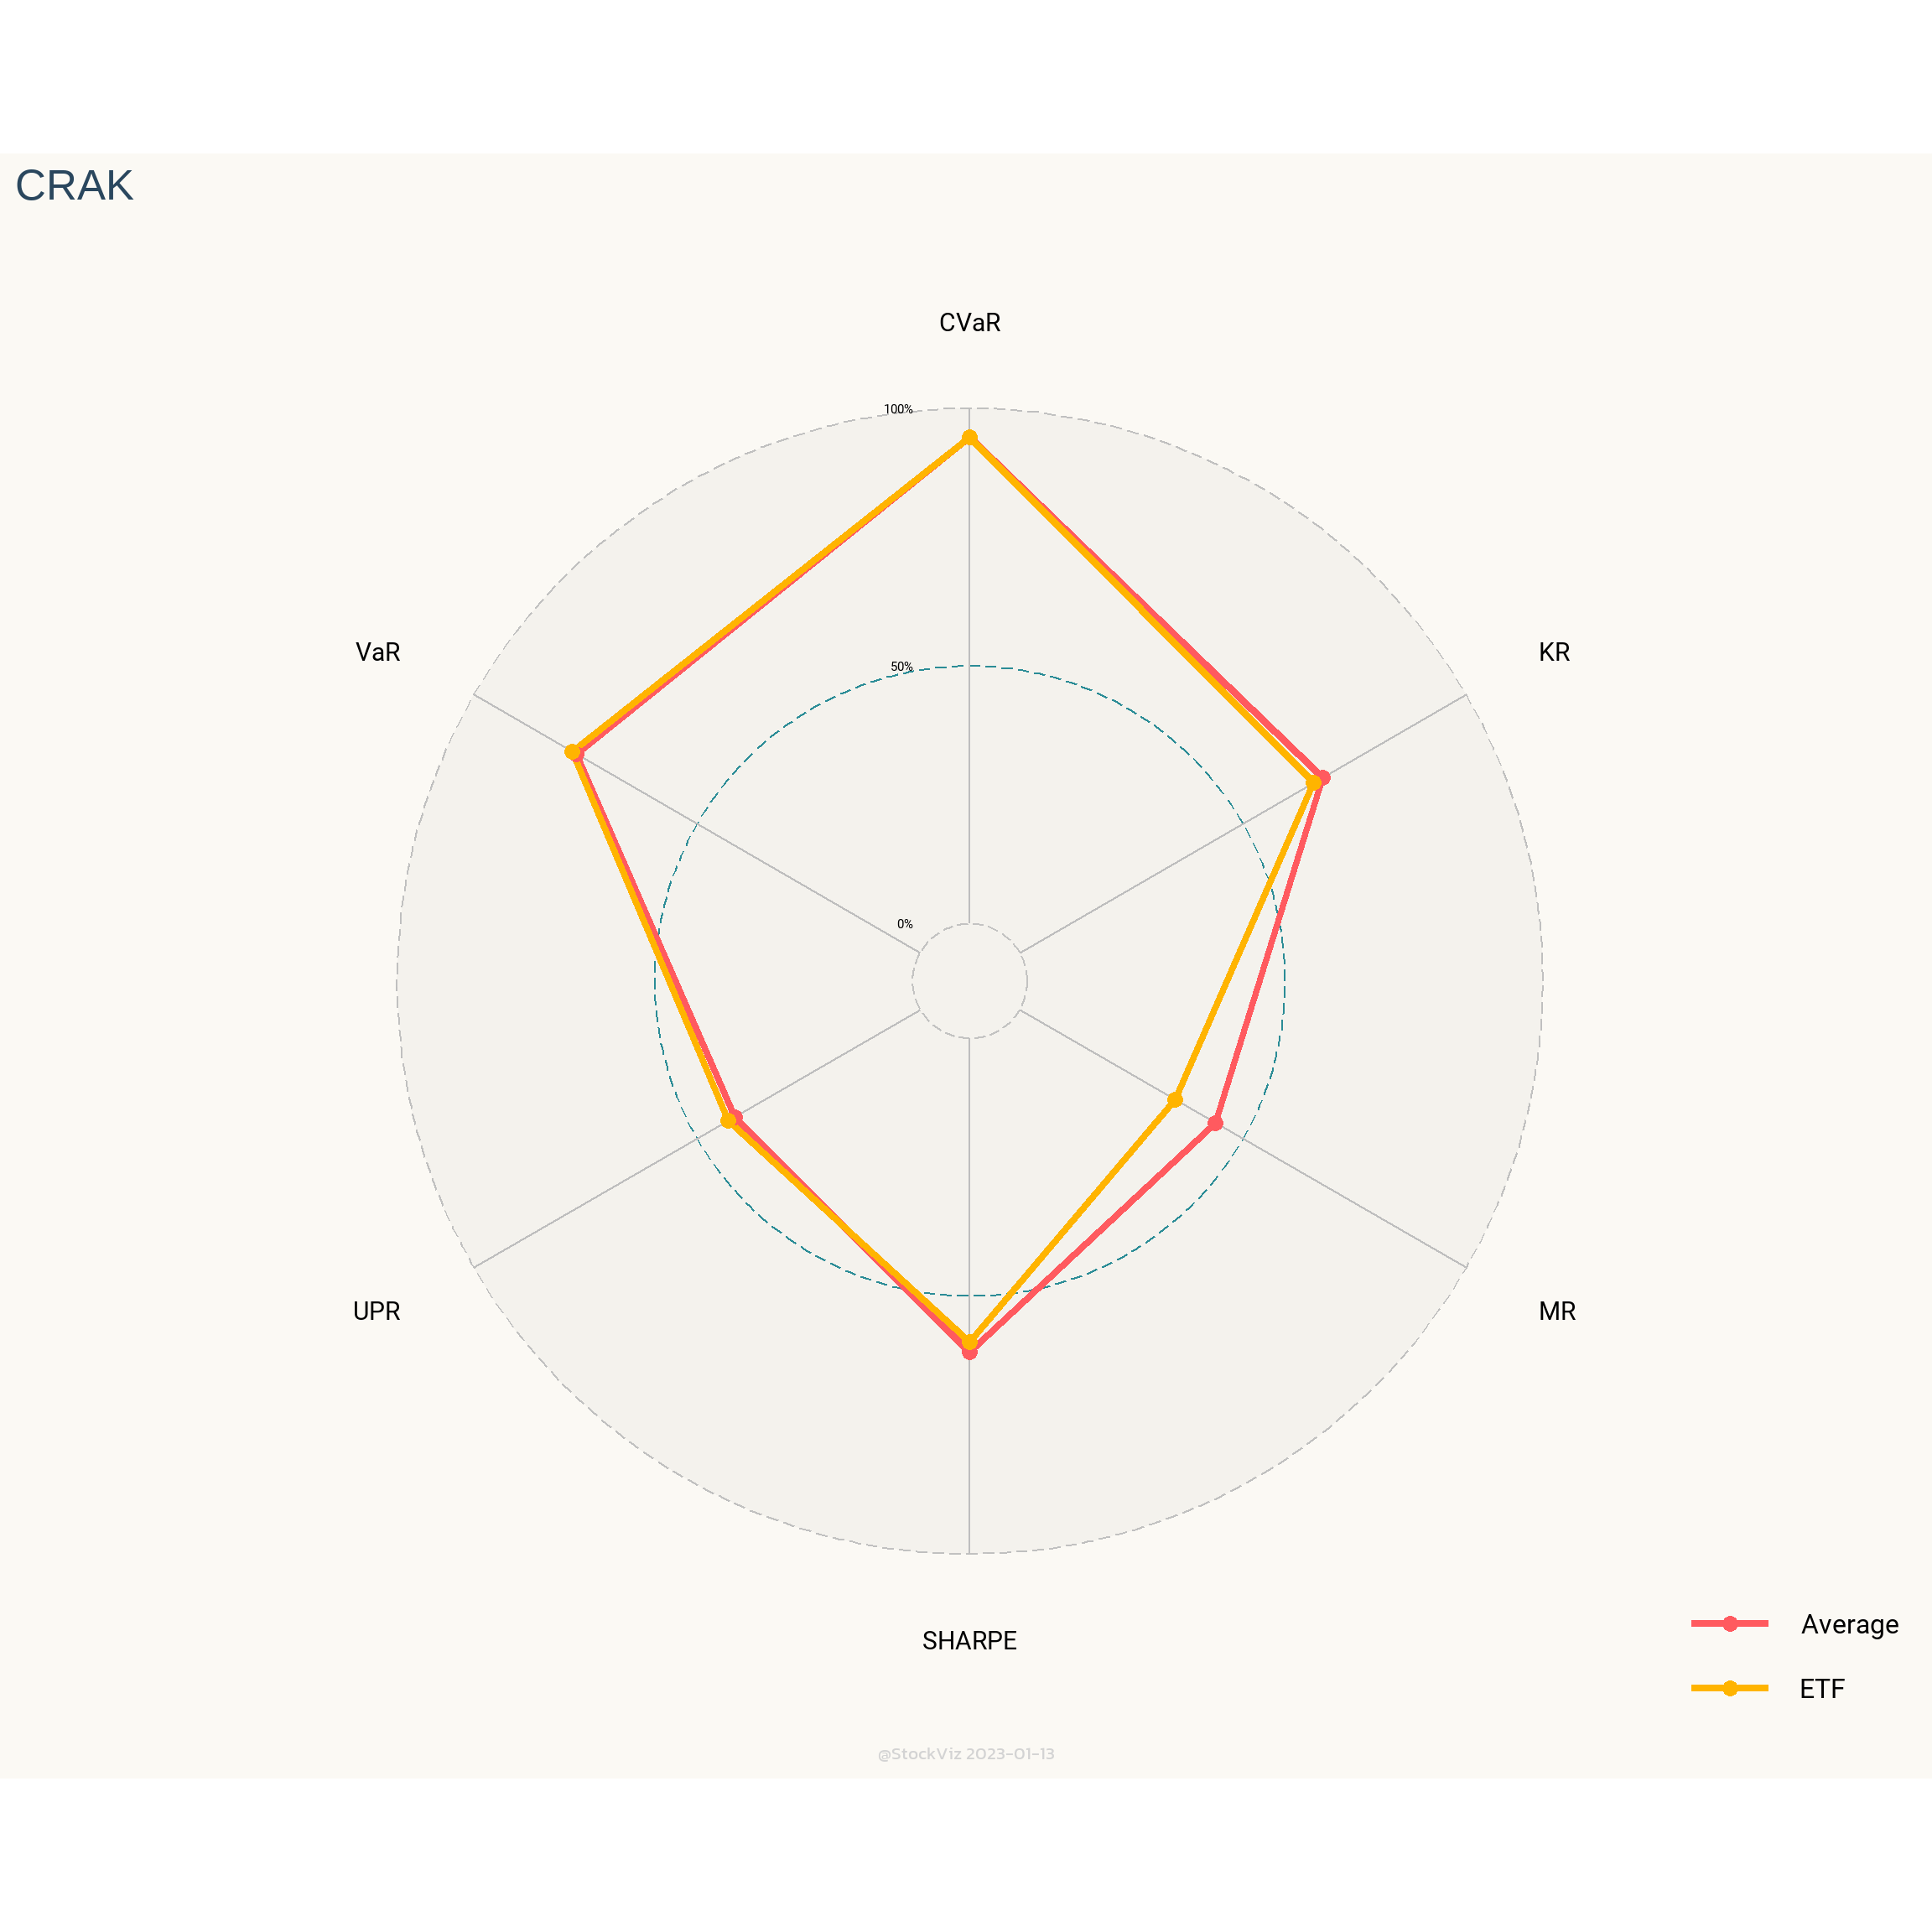 CRAK
CVaR
100%
VaR
KR
50%
0%
UPR
MR
SHARPE
Average
ETF
@StockViz 2023-01-13